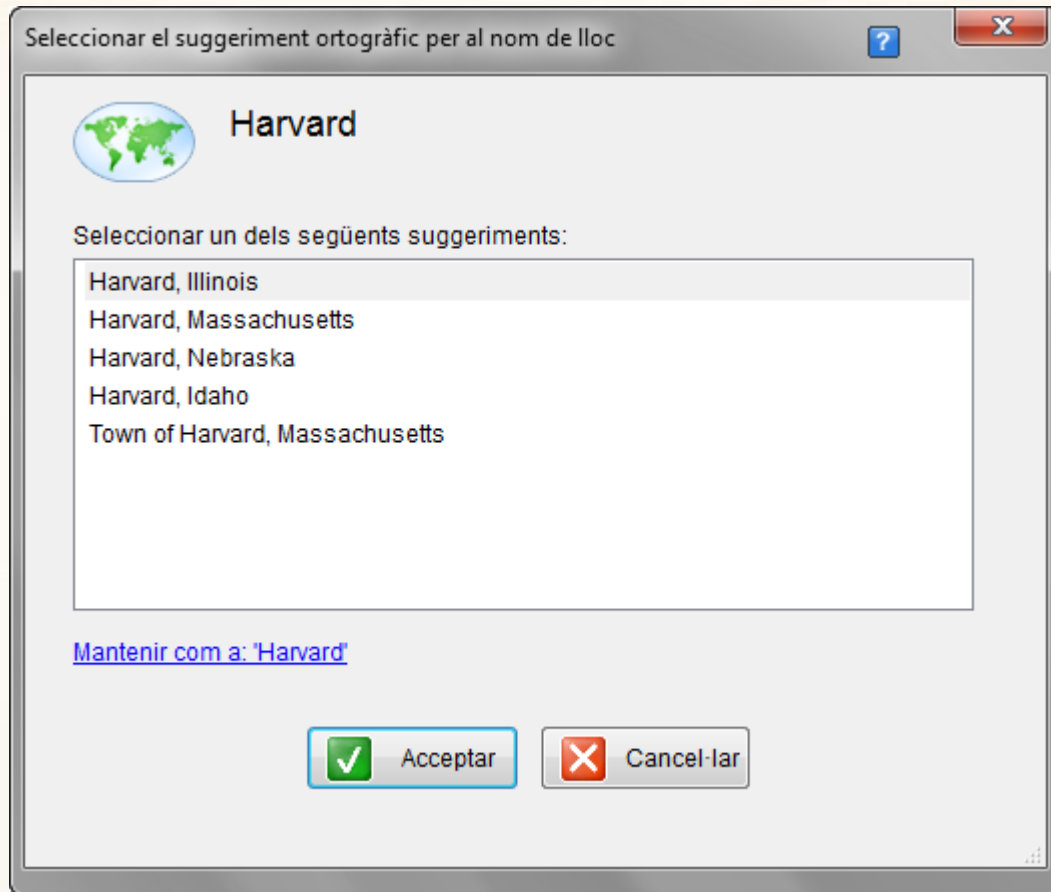 Seleccionar el suggeriment ortogràfic per al nom de lloc
?
X
Harvard
Seleccionar un dels següents suggeriments:
Harvard, Illinois
Harvard, Massachusetts
Harvard, Nebraska
Harvard, Idaho
Town of Harvard, Massachusetts
Mantenir com a: 'Harvard'
Acceptar
Cancel·lar